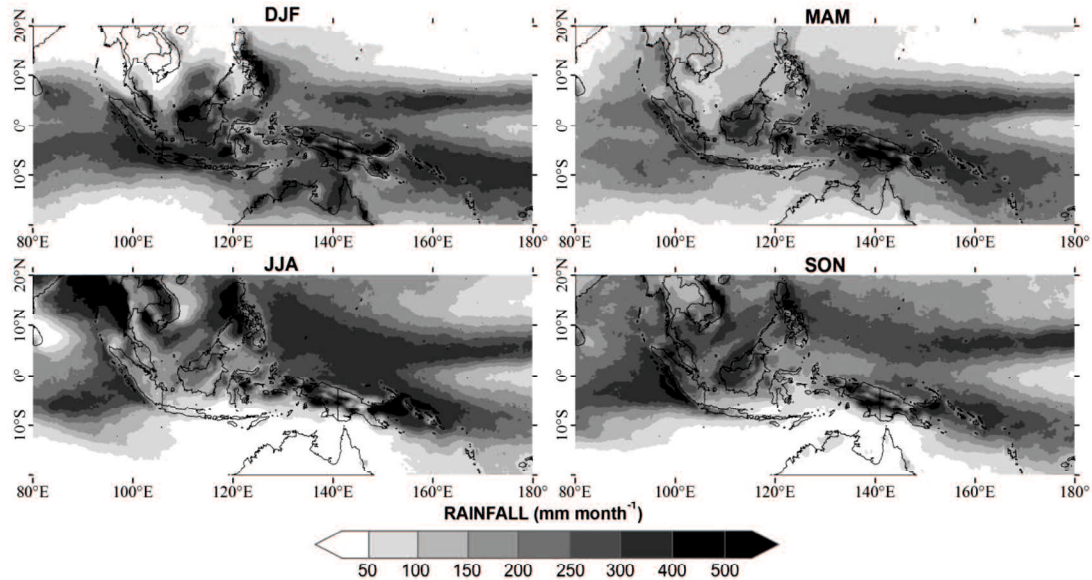 DJF MAM
20°N 20°N
10°N 10°N
0° 0°
10°S 10°S
80°E 100°E 120°E 140°E 160°E 180° 80°E 100°E 120°E 140°E 160°E 180°
JJA SON
20°N 20°N
10°N 10°N
0° 0°
10°S 10°S
80°E 100°E 120°E 140°E 160°E 180° 80°E 100°E 120°E 140°E 160°E 180°
RAINFALL (mm month⁻¹)
50 100 150 200 250 300 400 500